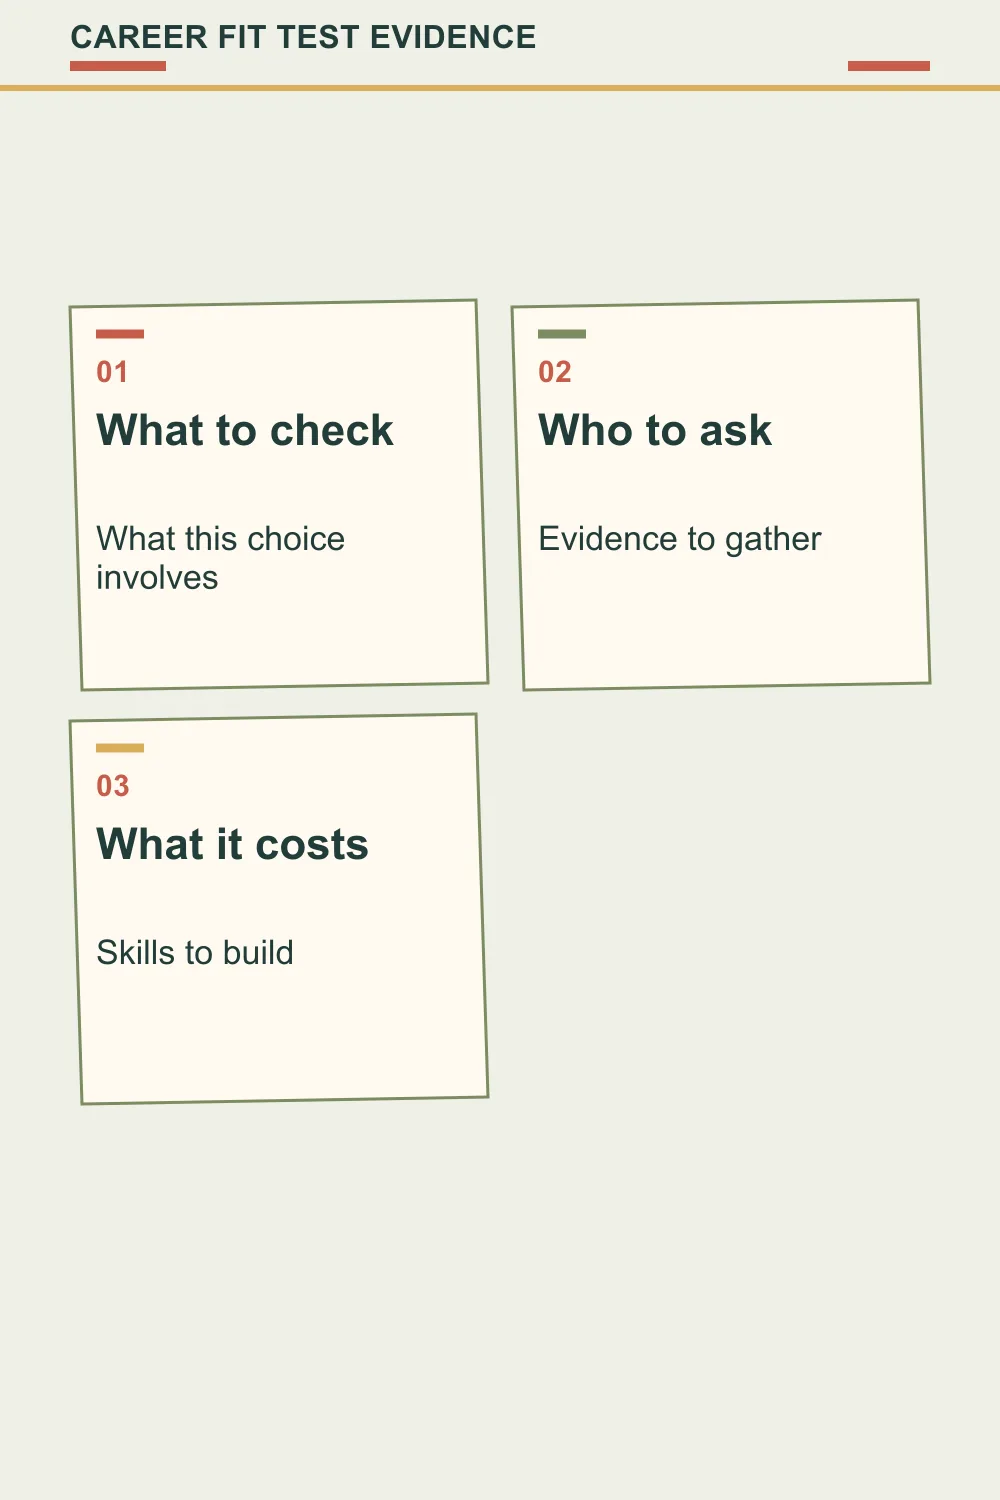 CAREER FIT TEST EVIDENCE
01
What to check
What this choice
involves
02
Who to ask
Evidence to gather
03
What it costs
Skills to build